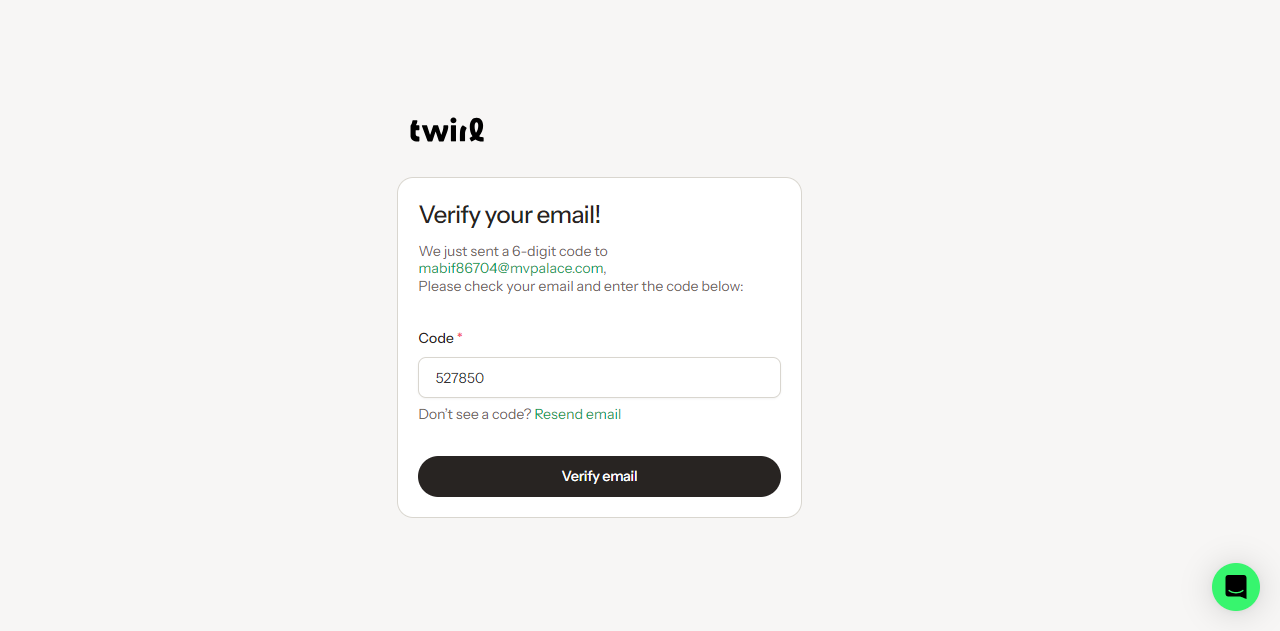 twirl
Verify your email!
We just sent a 6-digit code to
mabif86704@mvpalace.com,
Please check your email and enter the code below:
Code *
527850
Don't see a code? Resend email
Verify email